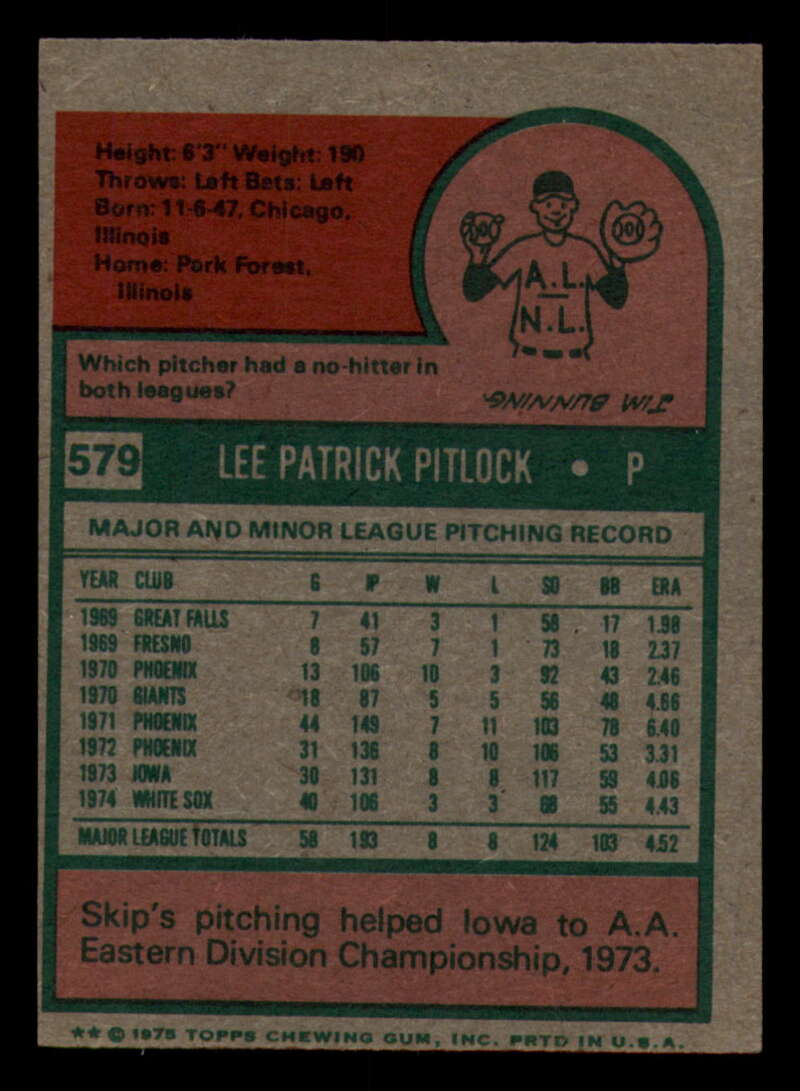 Height: 6'3" Weight: 190
Throws: Left Bats: Left
Born: 11-6-47, Chicago,
Illinois
Home: Park Forest,
Illinois
A.L.
N.L.
Which pitcher had a no-hitter in
both leagues?
JIM BUNNING.
579 LEE PATRICK PITLOCK • P
MAJOR AND MINOR LEAGUE PITCHING RECORD
YEAR CLUB G IP W L SO BB ERA
1969 GREAT FALLS 7 41 3 1 58 17 1.98
1969 FRESNO 8 57 7 1 73 18 2.37
1970 PHOENIX 13 106 10 3 92 43 2.46
1970 GIANTS 18 87 5 5 56 48 4.66
1971 PHOENIX 44 149 7 11 103 78 6.40
1972 PHOENIX 31 136 8 10 106 53 3.31
1973 IOWA 30 131 8 8 117 59 4.06
1974 WHITE SOX 40 106 3 3 68 55 4.43
MAJOR LEAGUE TOTALS 58 193 8 8 124 103 4.52
Skip's pitching helped Iowa to A.A.
Eastern Division Championship, 1973.
** © 1975 TOPPS CHEWING GUM, INC. PRTD IN U.S.A.